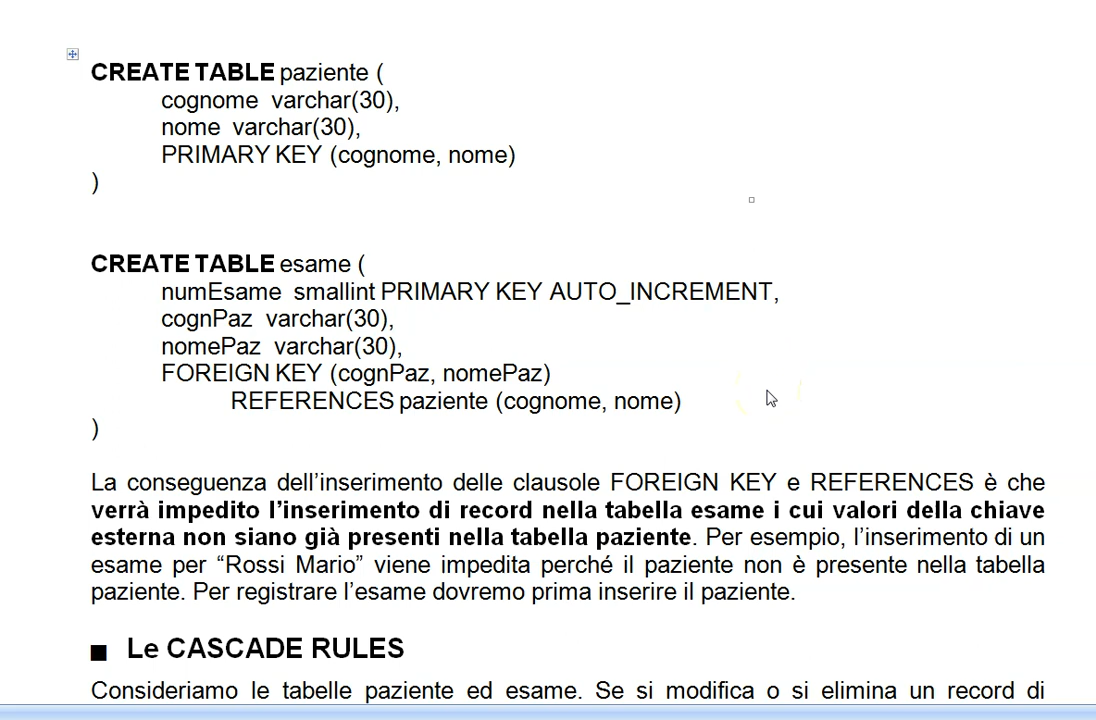 CREATE TABLE paziente (
cognome varchar(30),
nome varchar(30),
PRIMARY KEY (cognome, nome)
)
CREATE TABLE esame (
numEsame smallint PRIMARY KEY AUTO_INCREMENT,
cognPaz varchar(30),
nomePaz varchar(30),
FOREIGN KEY (cognPaz, nomePaz)
REFERENCES paziente (cognome, nome)
)
La conseguenza dell’inserimento delle clausole FOREIGN KEY e REFERENCES è che
verrà impedito l’inserimento di record nella tabella esame i cui valori della chiave
esterna non siano già presenti nella tabella paziente. Per esempio, l’inserimento di un
esame per “Rossi Mario” viene impedita perché il paziente non è presente nella tabella
paziente. Per registrare l’esame dovremo prima inserire il paziente.
■ Le CASCADE RULES
Consideriamo le tabelle paziente ed esame. Se si modifica o si elimina un record di